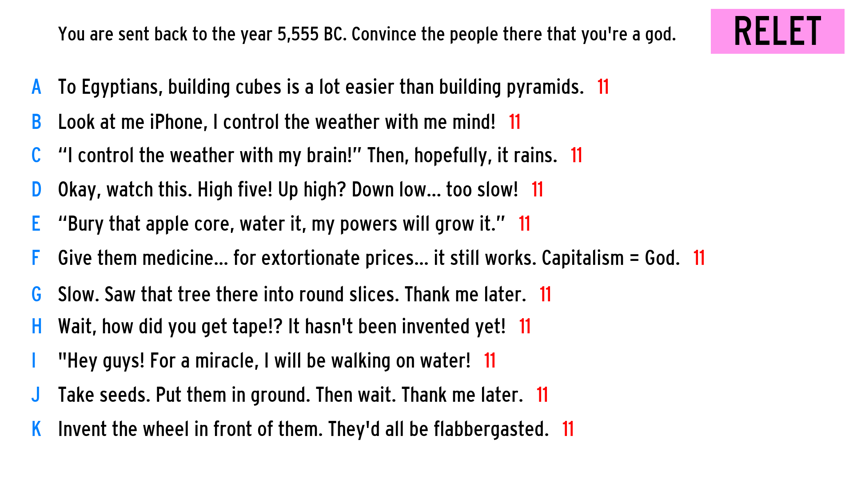 You are sent back to the year 5,555 BC. Convince the people there that you're a god.
RELET
A To Egyptians, building cubes is a lot easier than building pyramids. 11
B Look at me iPhone, I control the weather with me mind! 11
C “I control the weather with my brain!” Then, hopefully, it rains. 11
D Okay, watch this. High five! Up high? Down low... too slow! 11
E “Bury that apple core, water it, my powers will grow it.” 11
F Give them medicine... for extortionate prices... it still works. Capitalism = God. 11
G Slow. Saw that tree there into round slices. Thank me later. 11
H Wait, how did you get tape!? It hasn't been invented yet! 11
I "Hey guys! For a miracle, I will be walking on water! 11
J Take seeds. Put them in ground. Then wait. Thank me later. 11
K Invent the wheel in front of them. They'd all be flabbergasted. 11